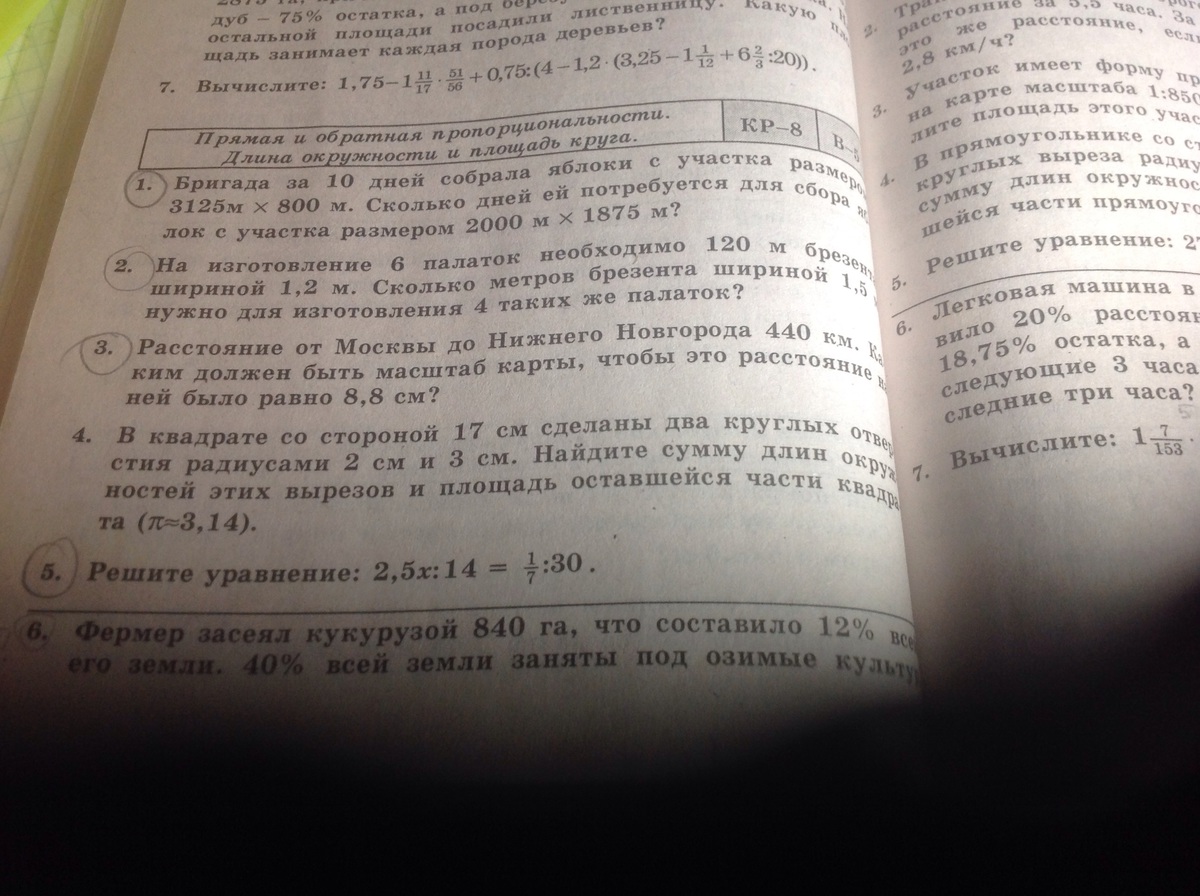 дуб – 75% остатка, а под
остальной площади посадили лиственницу. Какую
щадь занимает каждая порода деревьев?
7. Вычислите: 1,75–1 11/17 · 51/56 + 0,75:(4 – 1,2 · (3,25 – 1 1/12 + 6 2/3 :20)).
Прямая и обратная пропорциональности.
Длина окружности и площадь круга.
КР–8
1. Бригада за 10 дней собрала яблоки с участка
3125м × 800 м. Сколько дней ей потребуется для сбора
лок с участка размером 2000 м × 1875 м?
2. На изготовление 6 палаток необходимо 120 м
шириной 1,2 м. Сколько метров брезента шириной 1,5
нужно для изготовления 4 таких же палаток?
3. Расстояние от Москвы до Нижнего Новгорода 440 км. Ка
ким должен быть масштаб карты, чтобы это расстояние
ней было равно 8,8 см?
4. В квадрате со стороной 17 см сделаны два круглых отвер
стия радиусами 2 см и 3 см. Найдите сумму длин окруж
ностей этих вырезов и площадь оставшейся части квадра
та (π≈3,14).
5. Решите уравнение: 2,5x:14 = 1/7 :30 .
6. Фермер засеял кукурузой 840 га, что составило 12%
его земли. 40% всей земли заняты под озимые
2.
расстояние за 5,5 часа. За
это же расстояние,
2,8 км/ч?
3. Участок имеет форму пр
на карте масштаба 1:850
лите площадь этого
4. В прямоугольнике со
круглых выреза
сумму длин
шейся части
5. Решите уравнение:
6. Легковая машина в
вило 20%
18,75% остатка, а
следующие 3 часа
следние три часа?
7. Вычислите: 1 7/153